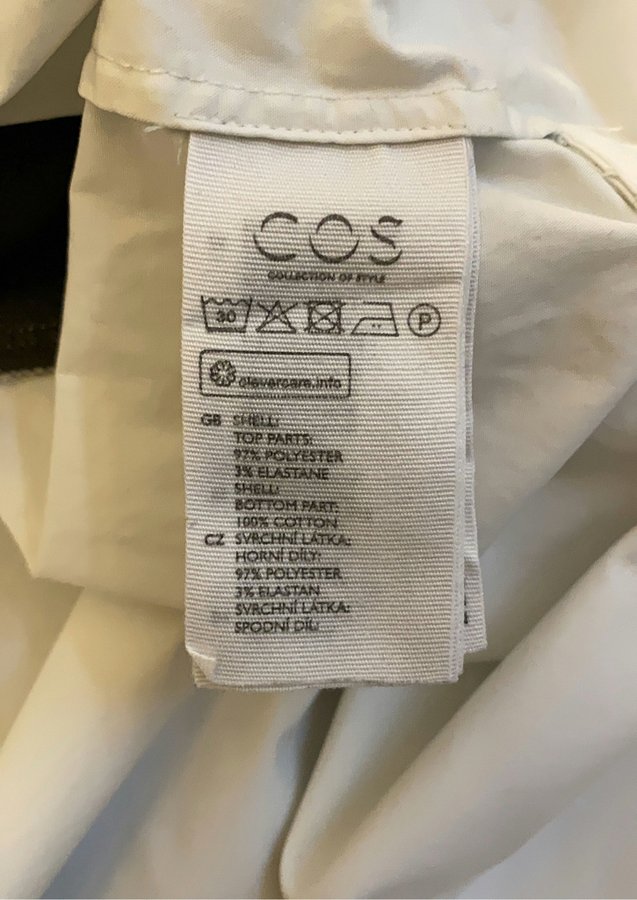 COS
COLLECTION OF STYLE
30 P
clevercare.info
GB SHELL:
TOP PARTS:
97% POLYESTER
3% ELASTANE
SHELL:
BOTTOM PART:
100% COTTON
CZ SVRCHNÍ LÁTKA:
HORNÍ DÍLY:
97% POLYESTER
3% ELASTAN
SVRCHNÍ LÁTKA:
SPODNÍ DÍL: